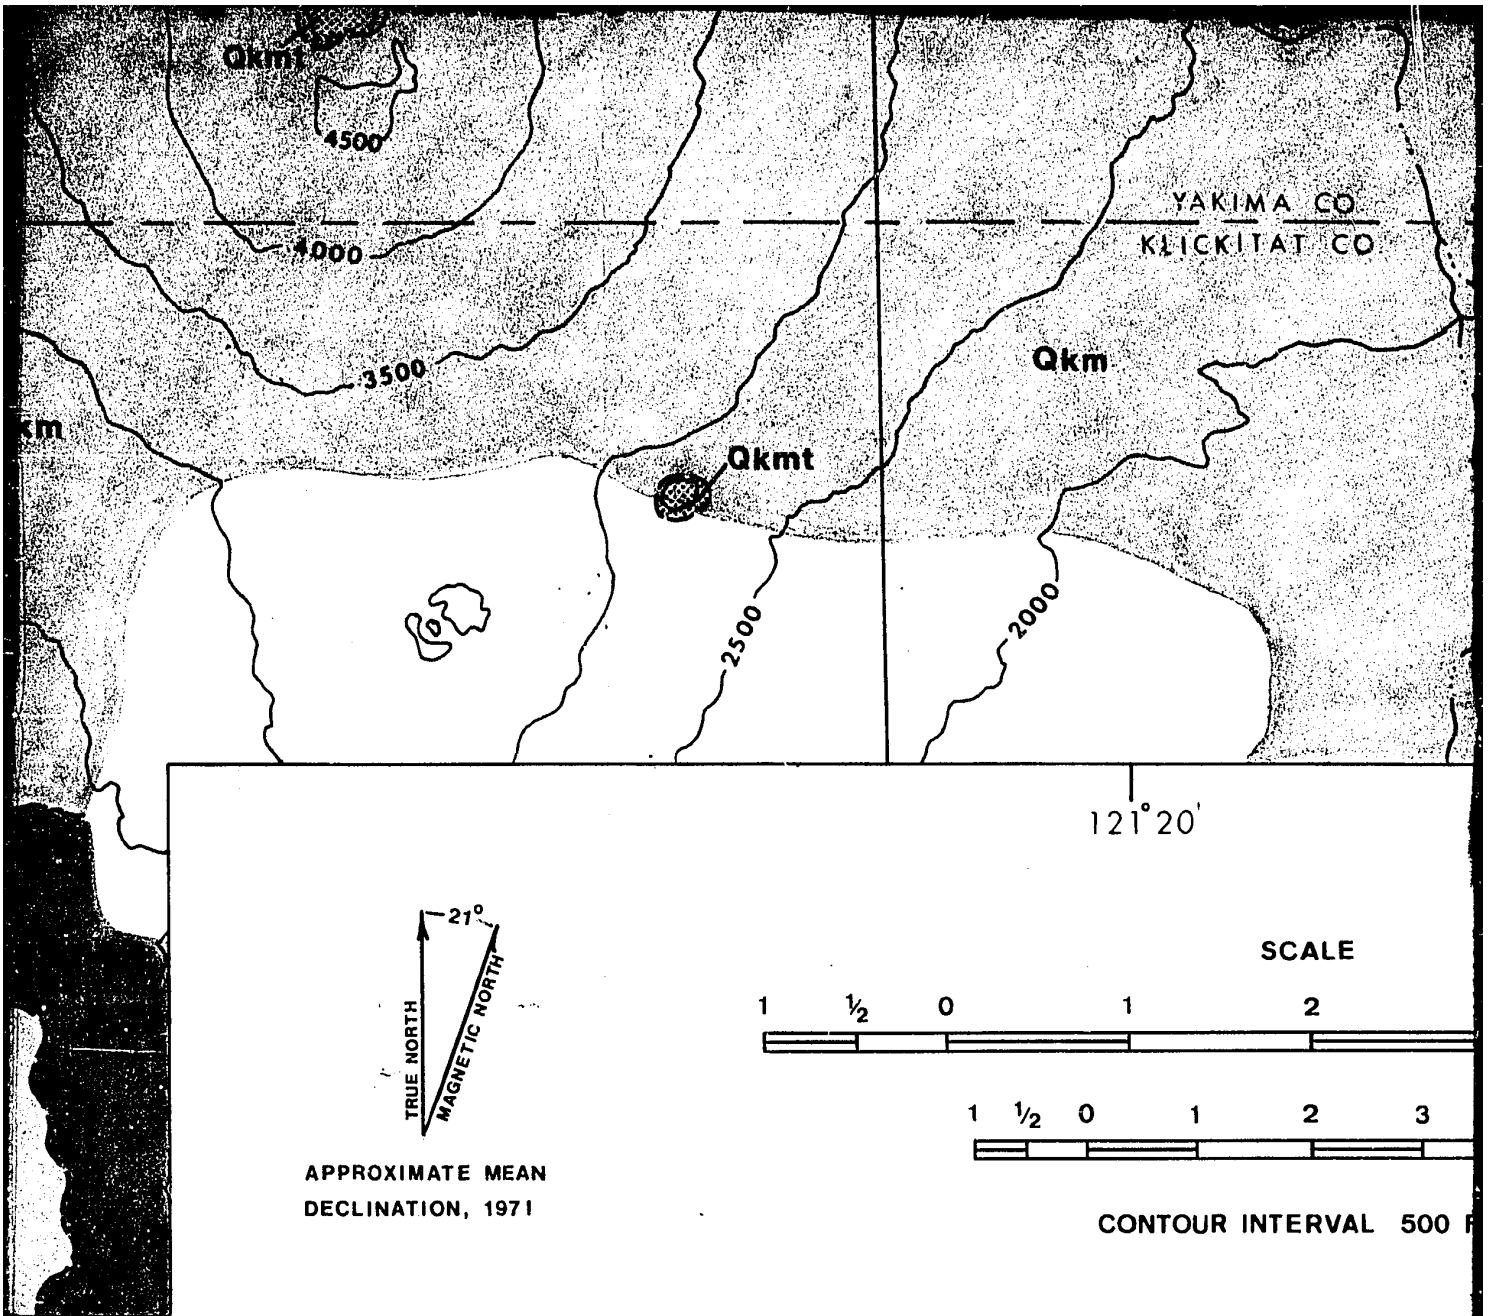 Qkmt
4500
YAKIMA CO
4000
KLICKITAT CO
Qkm
3500
km
Qkmt
2500
2000
121°20'
21°
TRUE NORTH
MAGNETIC NORTH
APPROXIMATE MEAN
DECLINATION, 1971
SCALE
1 ½ 0 1 2
1 ½ 0 1 2 3
CONTOUR INTERVAL 500 F